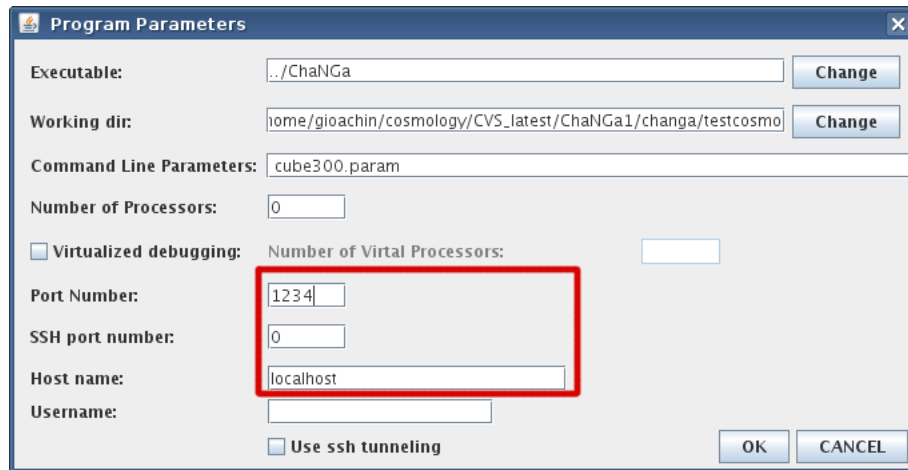 Program Parameters
Executable: ../ChaNGa Change
Working dir: home/gioachin/cosmology/CVS_latest/ChaNGa1/changa/testcosmo Change
Command Line Parameters: cube300.param
Number of Processors: 0
Virtualized debugging: Number of Virtal Processors:
Port Number: 1234
SSH port number: 0
Host name: localhost
Username:
Use ssh tunneling OK CANCEL